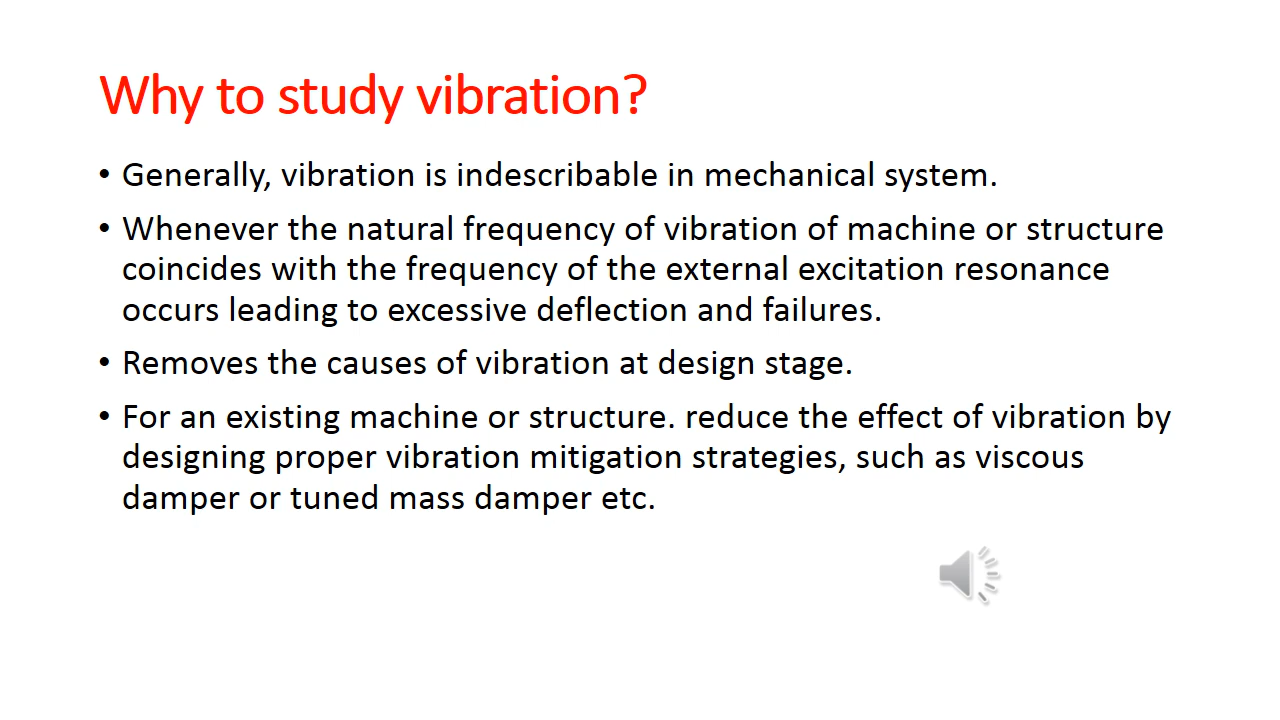 Why to study vibration?
• Generally, vibration is indescribable in mechanical system.
• Whenever the natural frequency of vibration of machine or structure
coincides with the frequency of the external excitation resonance
occurs leading to excessive deflection and failures.
• Removes the causes of vibration at design stage.
• For an existing machine or structure. reduce the effect of vibration by
designing proper vibration mitigation strategies, such as viscous
damper or tuned mass damper etc.